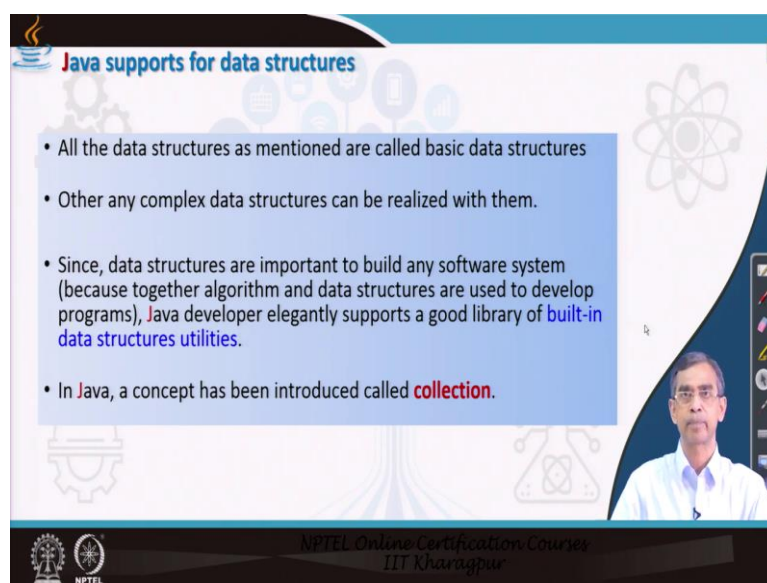 Java supports for data structures
• All the data structures as mentioned are called basic data structures
• Other any complex data structures can be realized with them.
• Since, data structures are important to build any software system
(because together algorithm and data structures are used to develop
programs), Java developer elegantly supports a good library of built-in
data structures utilities.
• In Java, a concept has been introduced called collection.
NPTEL Online Certification Courses
IIT Kharagpur
NPTEL